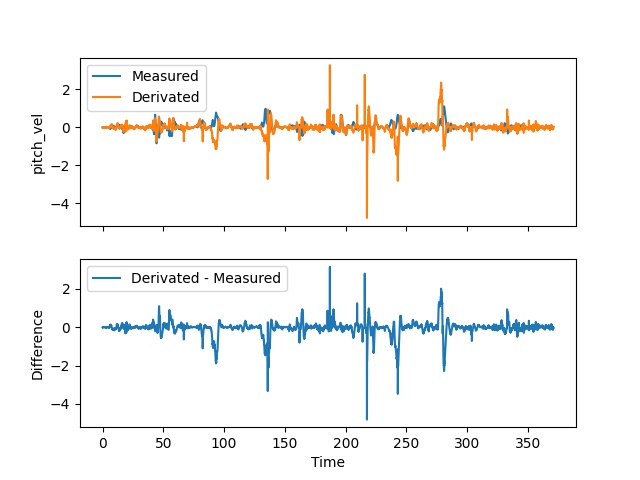 Measured
Derivated
2
0
−2
−4
pitch_vel
Derivated - Measured
2
0
−2
−4
Difference
0 50 100 150 200 250 300 350
Time